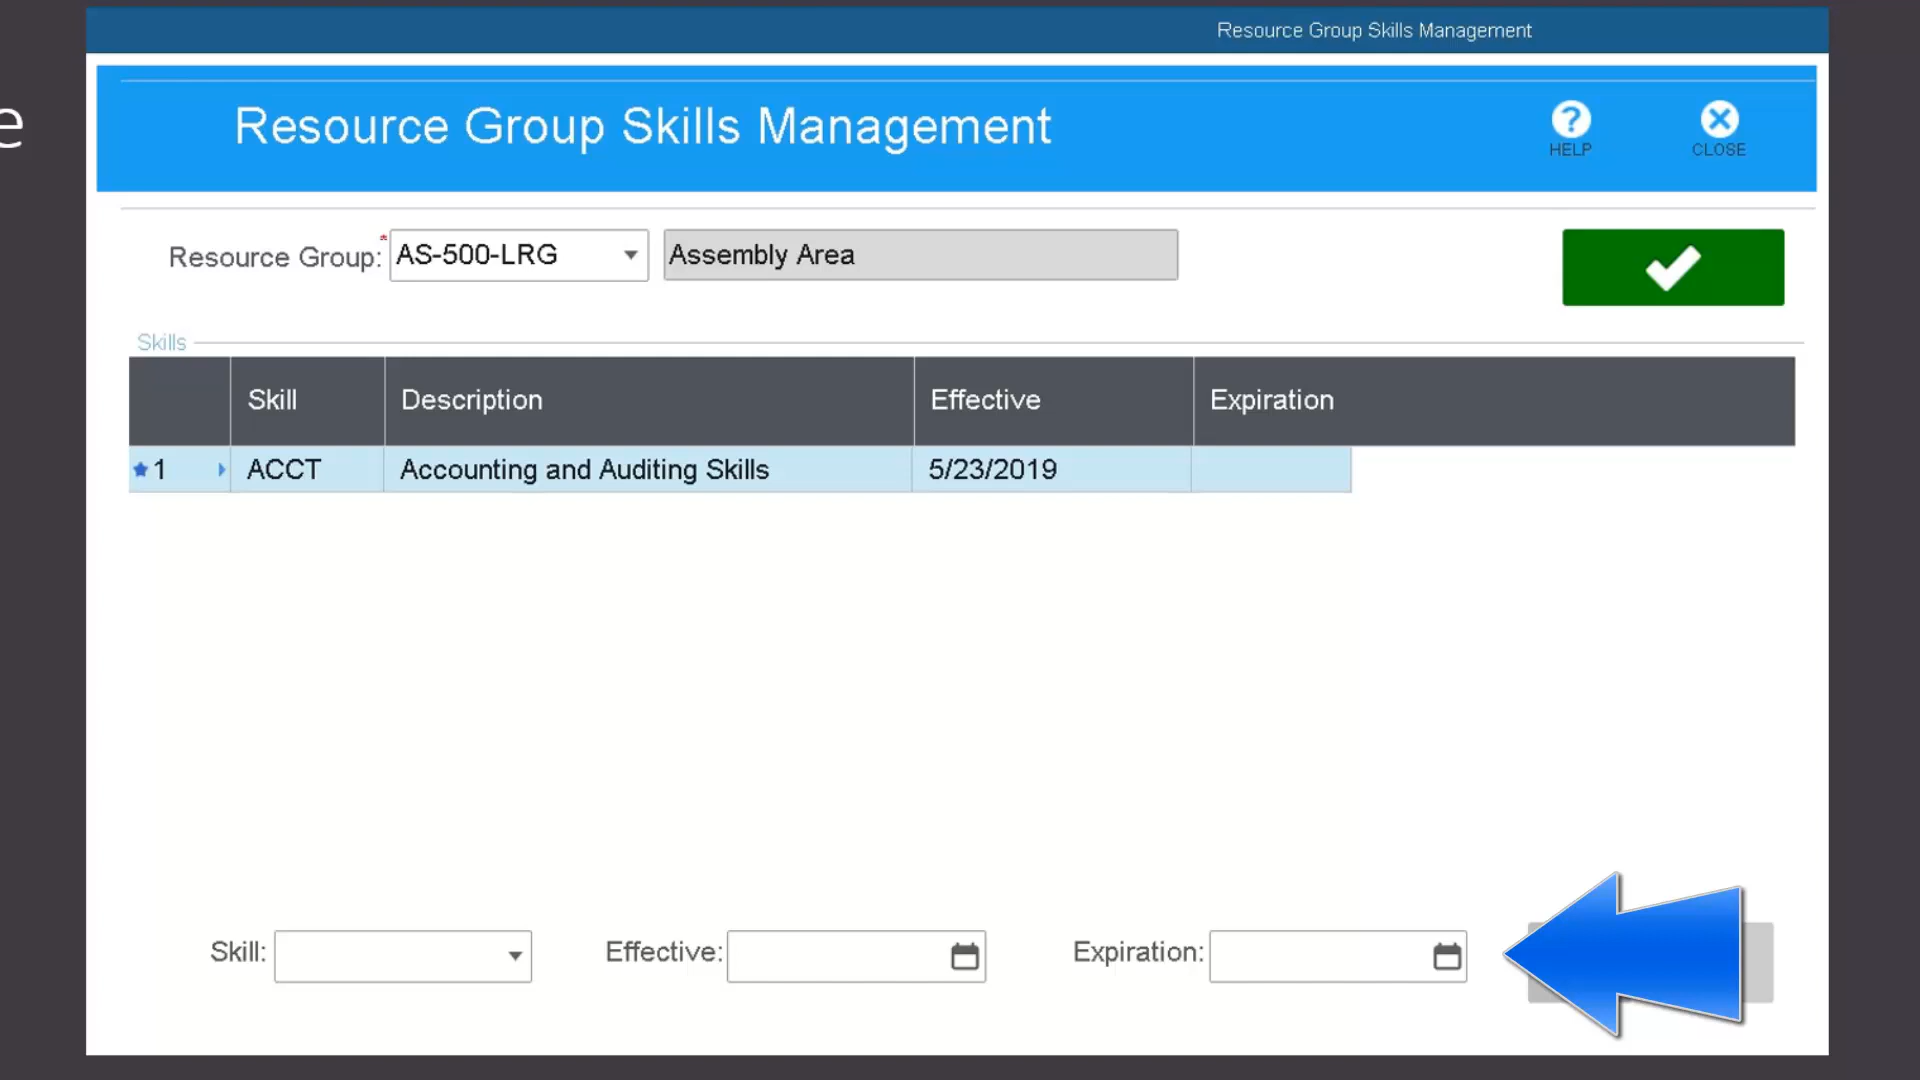 Resource Group Skills Management
e
Resource Group Skills Management
HELP
CLOSE
Resource Group:* AS-500-LRG Assembly Area
Skills
Skill Description Effective Expiration
1 ACCT Accounting and Auditing Skills 5/23/2019
Skill: Effective: Expiration: